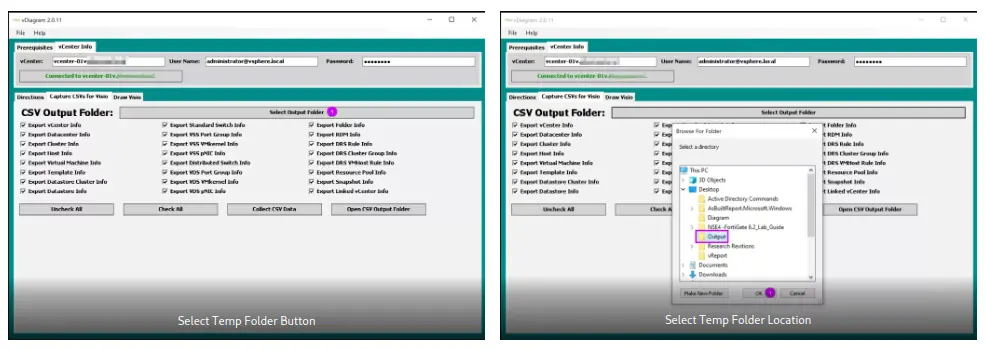 vDiagram 2.0.11
File Help
Prerequisites vCenter Info
vCenter: vcenter-01v. User Name: administrator@vsphere.local Password: ••••••••
Connected to vcenter-01v.
Directions Capture CSVs for Visio Draw Visio
CSV Output Folder: Select Output Folder 1
Export vCenter Info Export Standard Switch Info Export Folder Info
Export Datacenter Info Export VSS Port Group Info Export RDM Info
Export Cluster Info Export VSS VMkernel Info Export DRS Rule Info
Export Host Info Export VSS pNIC Info Export DRS Cluster Group Info
Export Virtual Machine Info Export Distributed Switch Info Export DRS VMHost Rule Info
Export Template Info Export VDS Port Group Info Export Resource Pool Info
Export Datastore Cluster Info Export VDS VMkernel Info Export Snapshot Info
Export Datastore Info Export VDS pNIC Info Export Linked vCenter Info
Uncheck All Check All Collect CSV Data Open CSV Output Folder
Select Temp Folder Button
vDiagram 2.0.11
File Help
Prerequisites vCenter Info
vCenter: vcenter-01v. User Name: administrator@vsphere.local Password: ••••••••
Connected to vcenter-01v.
Directions Capture CSVs for Visio Draw Visio
CSV Output Folder: Select Output Folder
Export vCenter Info Export Folder Info
Export Datacenter Info rt RDM Info
Export Cluster Info rt DRS Rule Info
Export Host Info rt DRS Cluster Group Info
Export Virtual Machine Info rt DRS VMHost Rule Info
Export Template Info rt Resource Pool Info
Export Datastore Cluster Info rt Snapshot Info
Export Datastore Info rt Linked vCenter Info
Uncheck All Check A Open CSV Output Folder
Browse For Folder
Select a directory
This PC
3D Objects
Desktop
Active Directory Commands
AsBuiltReport.Microsoft.Windows
Diagram
NSE4 -FortiGate 6.2_Lab_Guide
Output
Research Revitions
vReport
Documents
Downloads
Make New Folder OK Cancel
Select Temp Folder Location